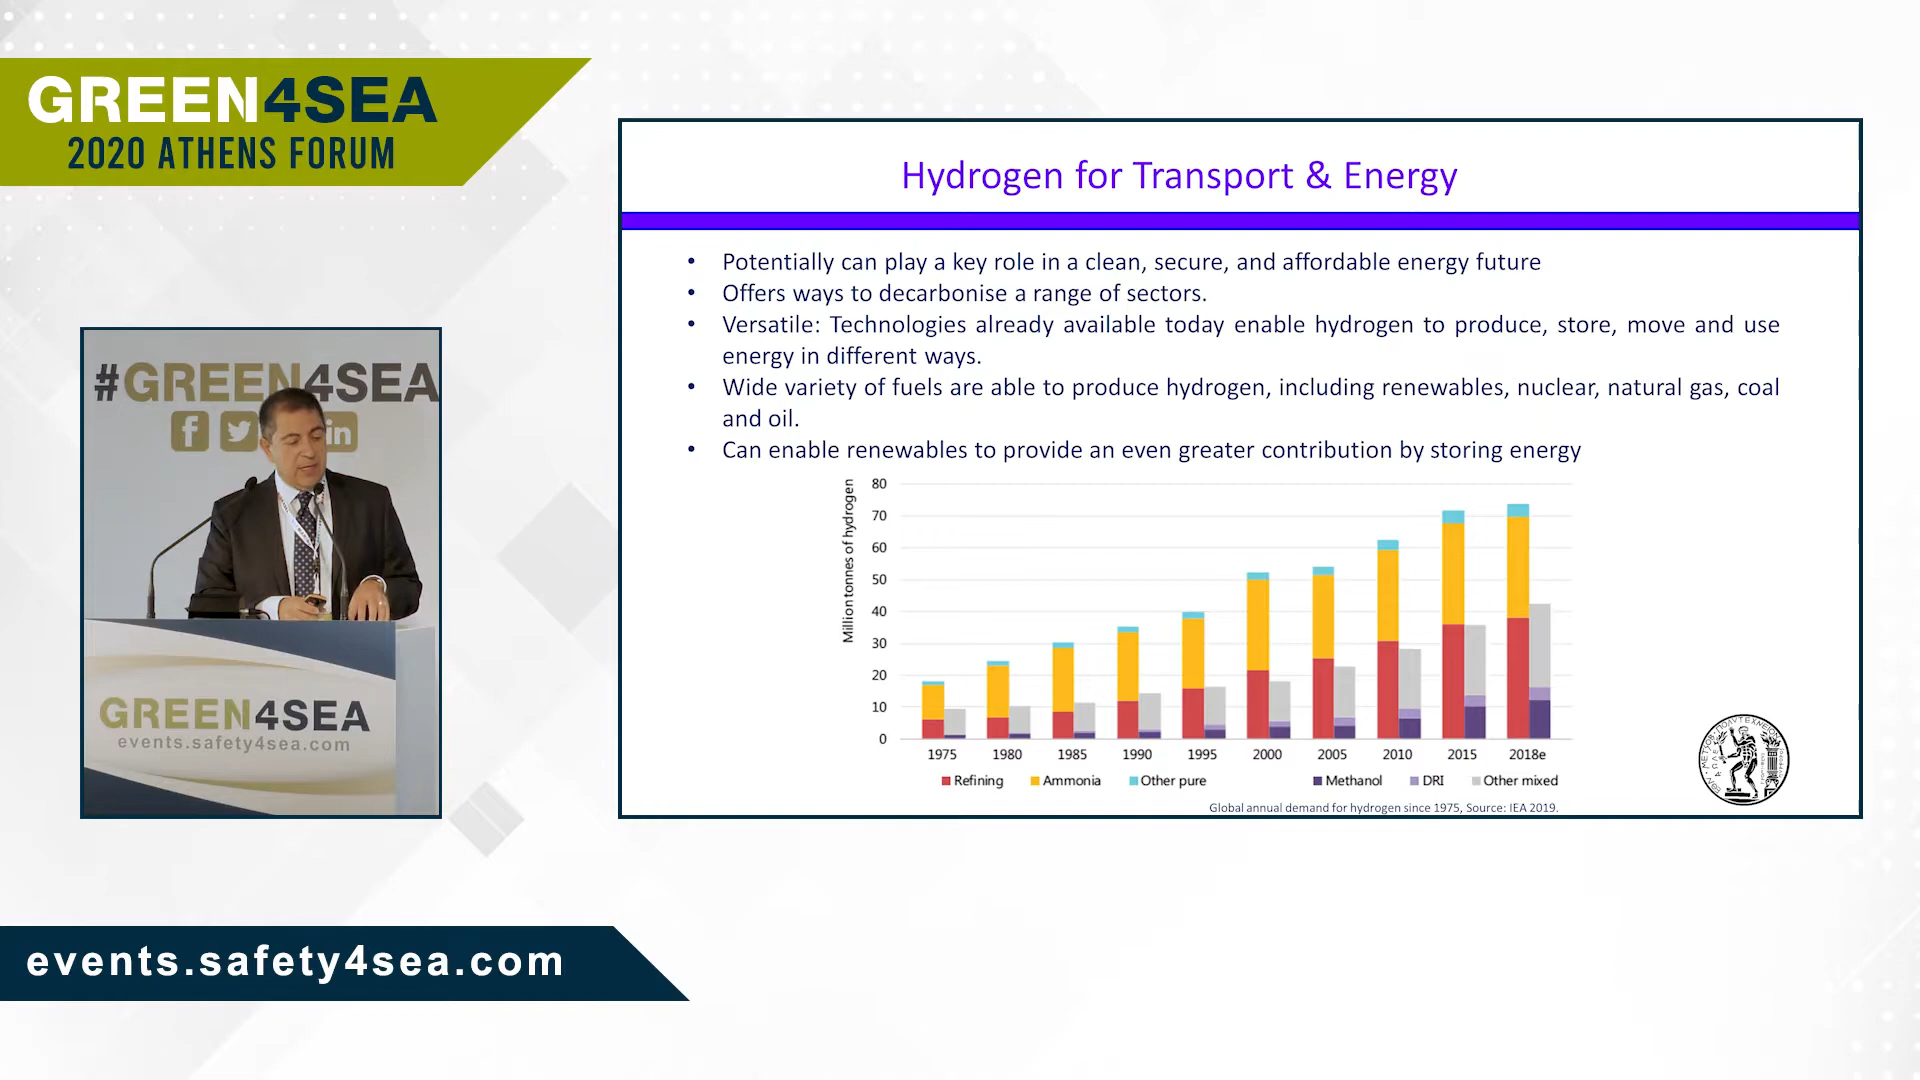 GREEN4SEA
2020 ATHENS FORUM
#GREEN4SEA
in
GREEN4SEA
events.safety4sea.com
events.safety4sea.com
Hydrogen for Transport & Energy
• Potentially can play a key role in a clean, secure, and affordable energy future
• Offers ways to decarbonise a range of sectors.
• Versatile: Technologies already available today enable hydrogen to produce, store, move and use
energy in different ways.
• Wide variety of fuels are able to produce hydrogen, including renewables, nuclear, natural gas, coal
and oil.
• Can enable renewables to provide an even greater contribution by storing energy
Million tonnes of hydrogen
80
70
60
50
40
30
20
10
0
1975 1980 1985 1990 1995 2000 2005 2010 2015 2018e
Refining Ammonia Other pure Methanol DRI Other mixed
Global annual demand for hydrogen since 1975, Source: IEA 2019.